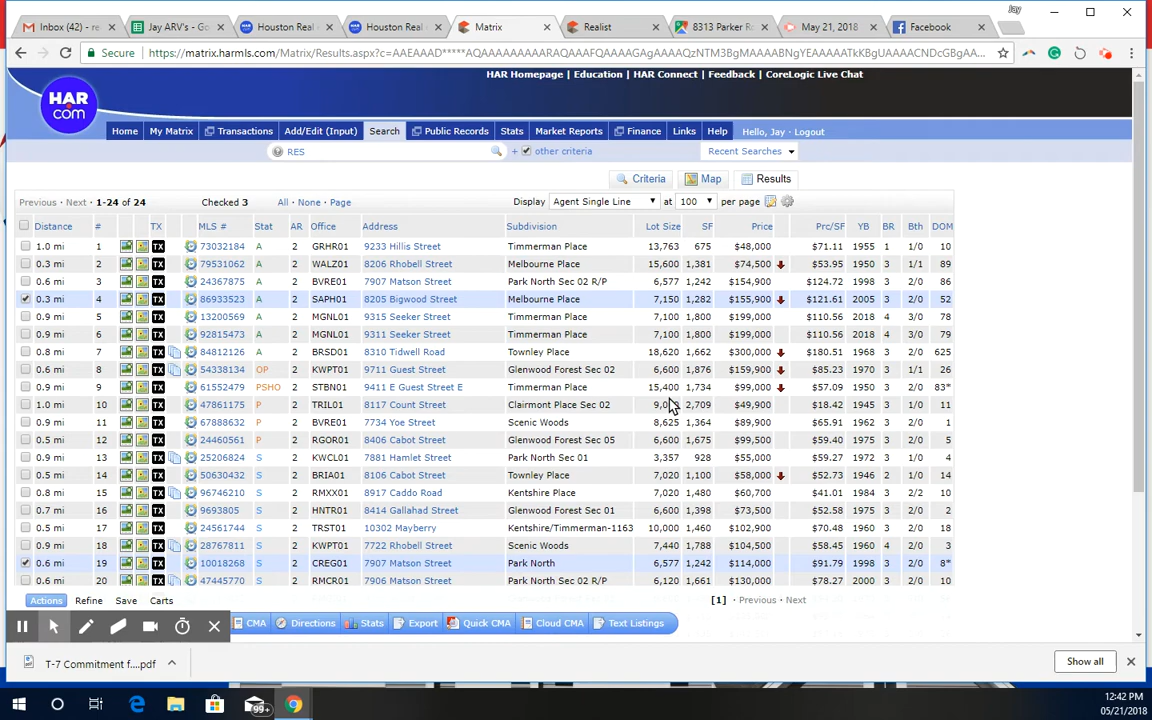 Inbox (42) - re
Jay ARV's - Go
Houston Real
Houston Real
Matrix
Realist
8313 Parker Ro
May 21, 2018
Facebook
Secure https://matrix.harmls.com/Matrix/Results.aspx?c=AAEAAAD*****AQAAAAAAAAARAQAAAFQAAAAGAgAAAAQzNTM3BgMAAAABNgYEAAAAATkKBgUAAAACNDcGBgAA...
HAR Homepage | Education | HAR Connect | Feedback | CoreLogic Live Chat
HAR com
Home My Matrix Transactions Add/Edit (Input) Search Public Records Stats Market Reports Finance Links Help Hello, Jay Logout
RES + other criteria Recent Searches
Criteria Map Results
Previous · Next · 1-24 of 24 Checked 3 All · None · Page Display Agent Single Line at 100 per page
Distance # TX MLS # Stat AR Office Address Subdivision Lot Size SF Price Prc/SF YB BR Bth DOM
1.0 mi 1 TX 73032184 A 2 GRHR01 9233 Hillis Street Timmerman Place 13,763 675 $48,000 $71.11 1955 1 1/0 10
0.3 mi 2 TX 79531062 A 2 WALZ01 8206 Rhobell Street Melbourne Place 15,600 1,381 $74,500 $53.95 1950 3 1/1 89
0.6 mi 3 TX 24367875 A 2 BVRE01 7907 Matson Street Park North Sec 02 R/P 6,577 1,242 $154,900 $124.72 1998 3 2/0 86
0.3 mi 4 TX 86933523 A 2 SAPH01 8205 Bigwood Street Melbourne Place 7,150 1,282 $155,900 $121.61 2005 3 2/0 52
0.9 mi 5 TX 13200569 A 2 MGNL01 9315 Seeker Street Timmerman Place 7,100 1,800 $199,000 $110.56 2018 4 3/0 78
0.9 mi 6 TX 92815473 A 2 MGNL01 9311 Seeker Street Timmerman Place 7,100 1,800 $199,000 $110.56 2018 4 3/0 79
0.8 mi 7 TX 84812126 A 2 BRSD01 8310 Tidwell Road Townley Place 18,620 1,662 $300,000 $180.51 1968 3 2/0 625
0.6 mi 8 TX 54338134 OP 2 KWPT01 9711 Guest Street Glenwood Forest Sec 02 6,600 1,876 $159,900 $85.23 1970 3 1/1 26
0.9 mi 9 TX 61552479 PSHO 2 STBN01 9411 E Guest Street E Timmerman Place 15,400 1,734 $99,000 $57.09 1950 3 2/0 83*
1.0 mi 10 TX 47861175 P 2 TRIL01 8117 Count Street Clairmont Place Sec 02 2,709 $49,900 $18.42 1945 3 1/0 11
0.9 mi 11 TX 67888632 P 2 BVRE01 7734 Yoe Street Scenic Woods 8,625 1,364 $89,900 $65.91 1962 3 2/0 1
0.5 mi 12 TX 24460561 P 2 RGOR01 8406 Cabot Street Glenwood Forest Sec 05 6,600 1,675 $99,500 $59.40 1975 3 2/0 5
0.9 mi 13 TX 25206824 S 2 KWCL01 7881 Hamlet Street Park North Sec 01 3,357 928 $55,000 $59.27 1972 3 1/0 4
0.5 mi 14 TX 50630432 S 2 BRIA01 8106 Cabot Street Townley Place 7,020 1,100 $58,000 $52.73 1946 2 1/0 14
0.8 mi 15 TX 96746210 S 2 RMXX01 8917 Caddo Road Kentshire Place 7,020 1,480 $60,700 $41.01 1984 3 2/2 10
0.7 mi 16 TX 9693805 S 2 HNTR01 8414 Gallahad Street Glenwood Forest Sec 01 6,600 1,398 $73,500 $52.58 1975 3 2/0 2
0.5 mi 17 TX 24561744 S 2 TRST01 10302 Mayberry Kentshire/Timmerman-1163 10,000 1,460 $102,900 $70.48 1960 3 2/0 18
0.9 mi 18 TX 28767811 S 2 KWPT01 7722 Rhobell Street Scenic Woods 7,440 1,788 $104,500 $58.45 1960 4 2/0 3
0.6 mi 19 TX 10018268 S 2 CREG01 7907 Matson Street Park North 6,577 1,242 $114,000 $91.79 1998 3 2/0 8*
0.6 mi 20 TX 47445770 S 2 RMCR01 7906 Matson Street Park North Sec 02 R/P 6,120 1,661 $130,000 $78.27 2000 3 2/0 10
Actions Refine Save Carts [1] · Previous · Next
CMA Directions Stats Export Quick CMA Cloud CMA Text Listings
T-7 Commitment f....pdf Show all
99+
12:42 PM
05/21/2018